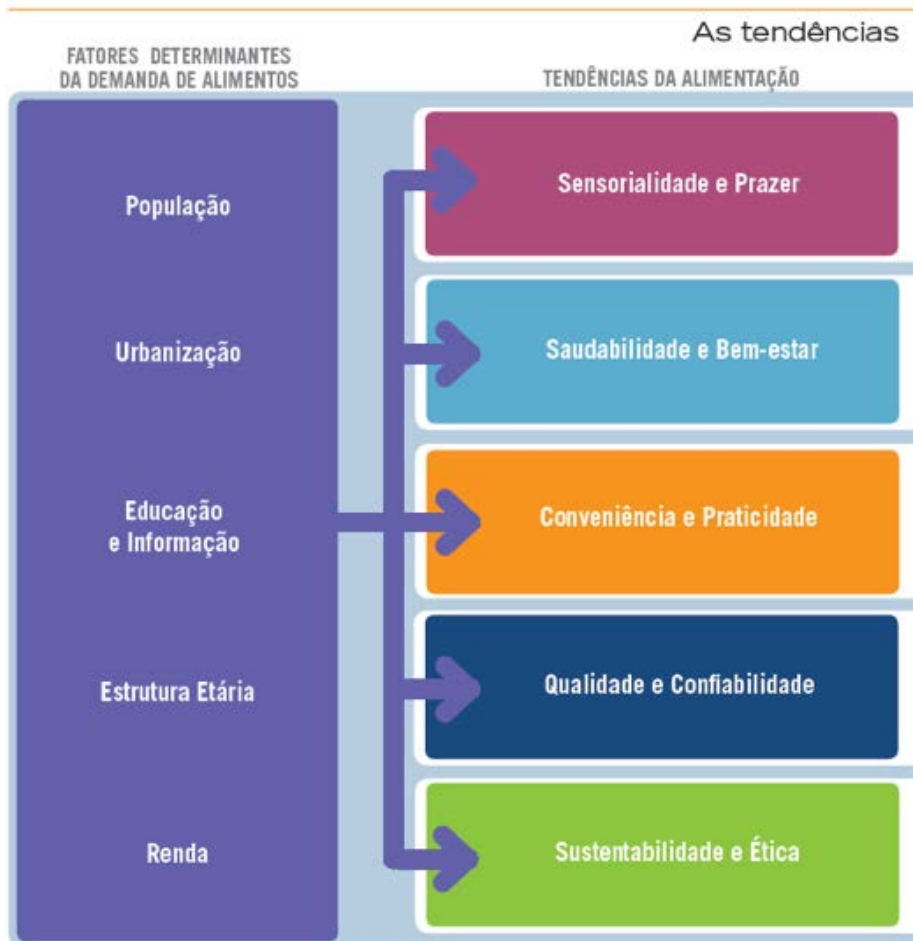 As tendências
FATORES DETERMINANTES
DA DEMANDA DE ALIMENTOS
População
Urbanização
Educação
e Informação
Estrutura Etária
Renda
TENDÊNCIAS DA ALIMENTAÇÃO
Sensorialidade e Prazer
Saudabilidade e Bem-estar
Conveniência e Praticidade
Qualidade e Confiabilidade
Sustentabilidade e Ética